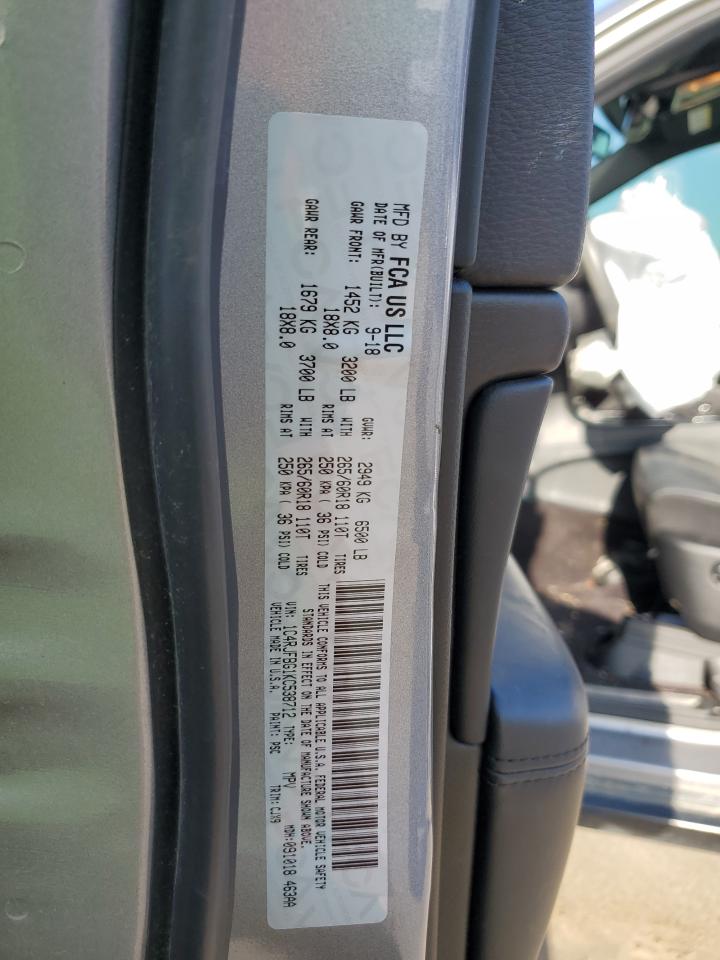 MFD BY FCA US LLC
DATE OF MFR(BUILT): 9-18
GVWR: 2949 KG 6500 LB
GAWR FRONT: 1452 KG 3200 LB WITH 265/60R18 110T TIRES
18X8.0 RIMS AT 250 KPA ( 36 PSI) COLD
GAWR REAR: 1679 KG 3700 LB WITH 265/60R18 110T TIRES
18X8.0 RIMS AT 250 KPA ( 36 PSI) COLD
THIS VEHICLE CONFORMS TO ALL APPLICABLE U.S.A. FEDERAL MOTOR VEHICLE SAFETY
STANDARDS IN EFFECT ON THE DATE OF MANUFACTURE SHOWN ABOVE.
VIN: 1C4RJFBG1KC538712 TYPE: MPV MDH:091018 463AA
VEHICLE MADE IN U.S.A. PAINT: PSC TRIM: CJX9